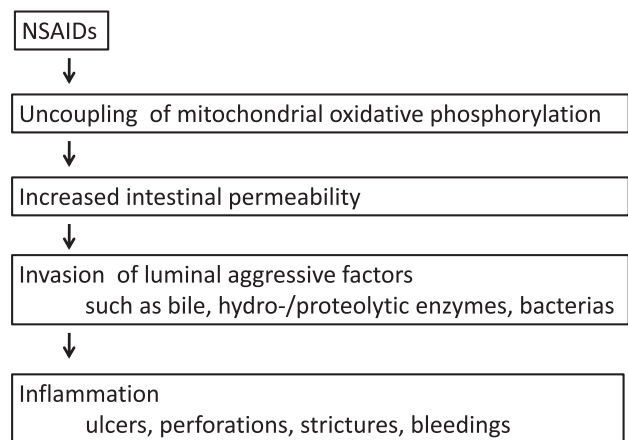 NSAIDs
Uncoupling of mitochondrial oxidative phosphorylation
Increased intestinal permeability
Invasion of luminal aggressive factors
such as bile, hydro-/proteolytic enzymes, bacterias
Inflammation
ulcers, perforations, strictures, bleedings